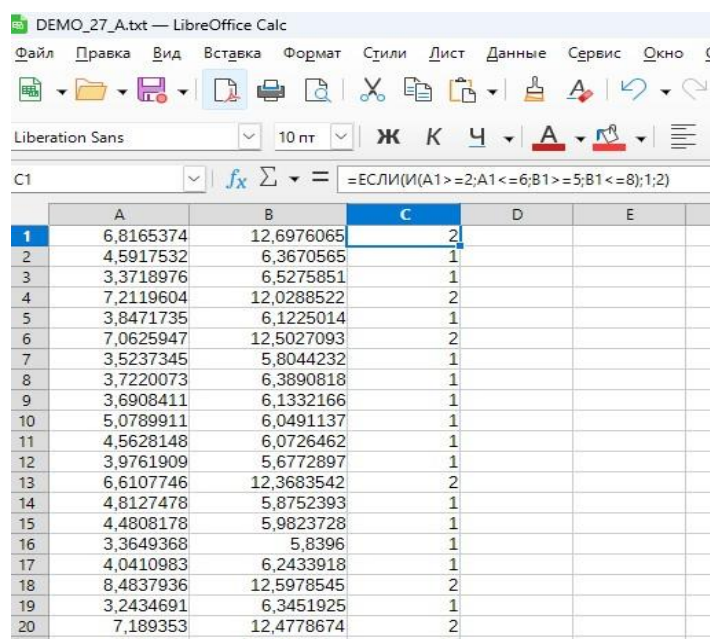 DEMO_27_A.txt — LibreOffice Calc
Файл Правка Вид Вставка Формат Стили Лист Данные Сервис Окно
Liberation Sans 10 пт Ж К Ч А
C1 fx Σ = =ЕСЛИ(И(A1>=2;A1<=6;B1>=5;B1<=8);1;2)
A B C D E
1 6,8165374 12,6976065 2
2 4,5917532 6,3670565 1
3 3,3718976 6,5275851 1
4 7,2119604 12,0288522 2
5 3,8471735 6,1225014 1
6 7,0625947 12,5027093 2
7 3,5237345 5,8044232 1
8 3,7220073 6,3890818 1
9 3,6908411 6,1332166 1
10 5,0789911 6,0491137 1
11 4,5628148 6,0726462 1
12 3,9761909 5,6772897 1
13 6,6107746 12,3683542 2
14 4,8127478 5,8752393 1
15 4,4808178 5,9823728 1
16 3,3649368 5,8396 1
17 4,0410983 6,2433918 1
18 8,4837936 12,5978545 2
19 3,2434691 6,3451925 1
20 7,189353 12,4778674 2